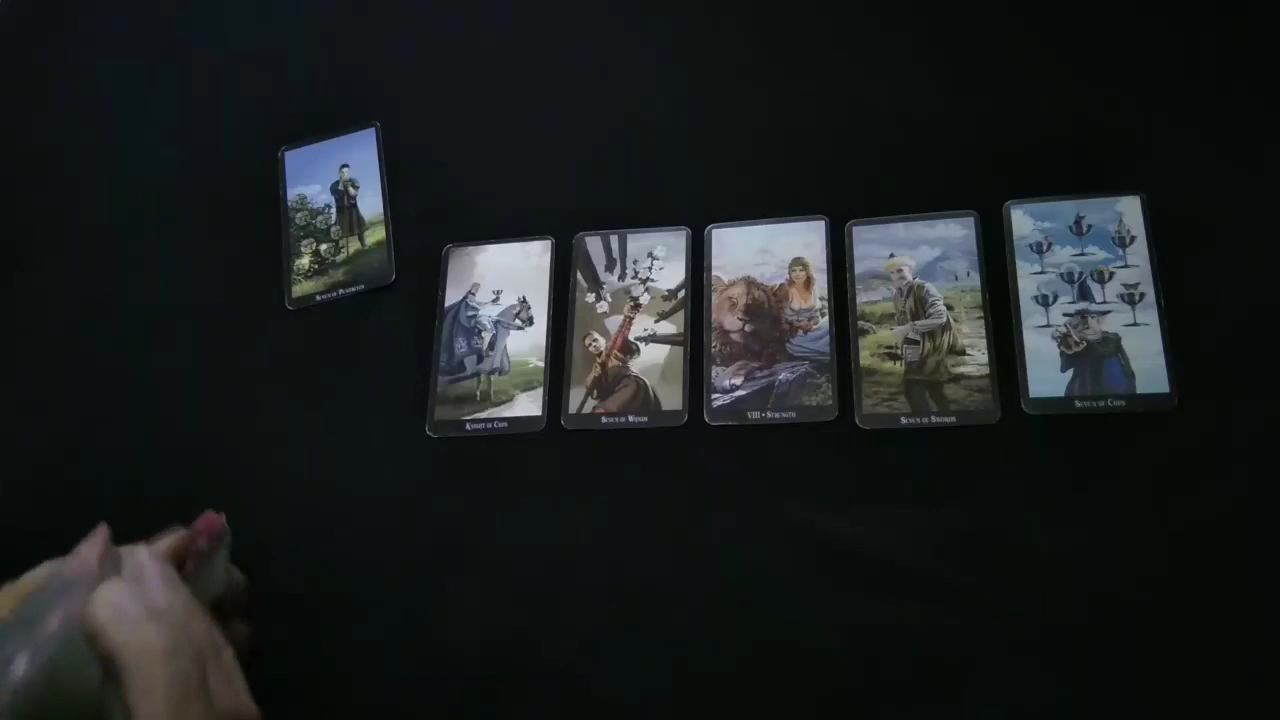 Seven of Pentacles
Knight of Cups
Seven of Wands
VIII • Strength
Seven of Swords
Seven of Cups